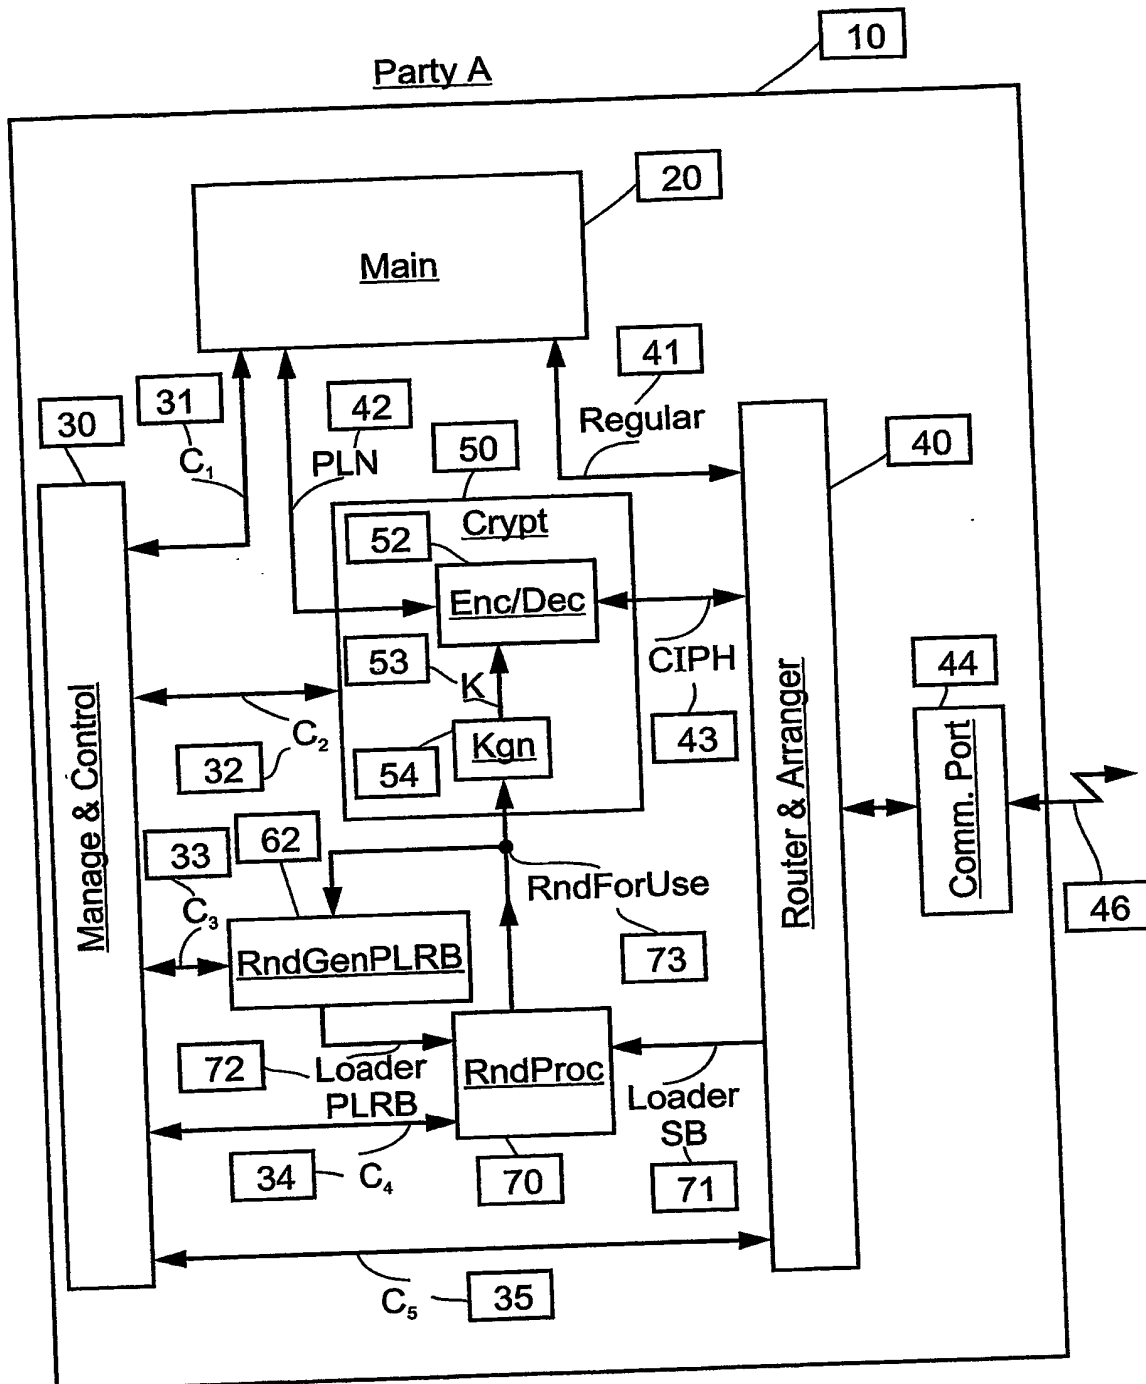 10
Party A
20
Main
41
31
42
Regular
30
C₁
PLN
50
40
Crypt
52
Enc/Dec
53
K
CIPH
44
C₂
Kgn
43
32
54
Manage & Control
Router & Arranger
Comm. Port
62
33
RndForUse
46
C₃
RndGenPLRB
73
72
Loader
PLRB
RndProc
Loader
SB
34
C₄
70
71
C₅
35